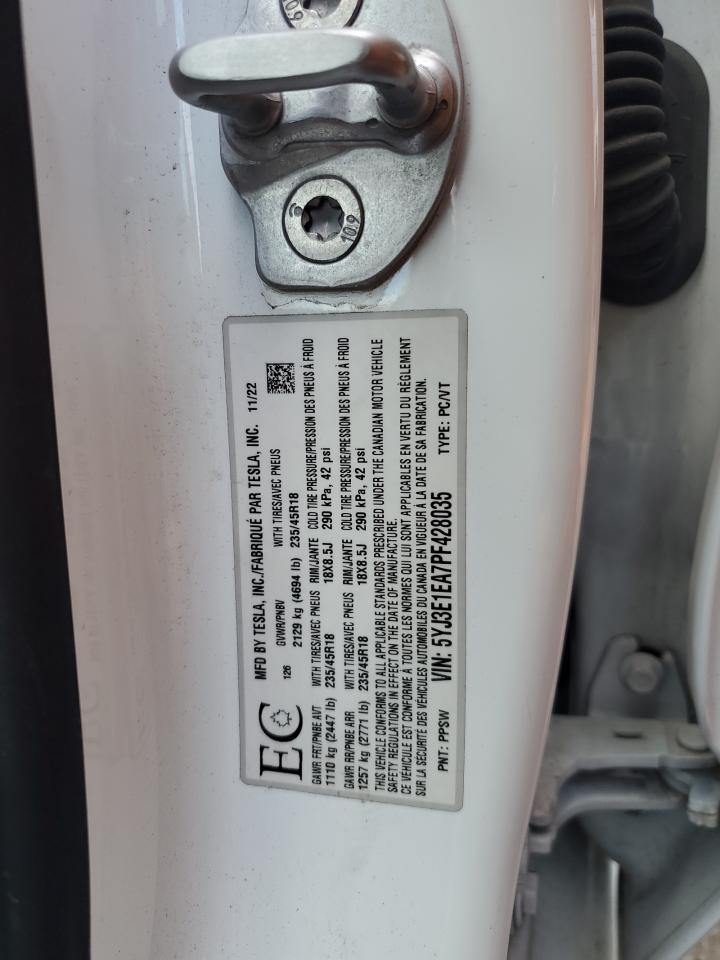 10.9
MFD BY TESLA, INC./FABRIQUÉ PAR TESLA, INC. 11/22
EC
126
GVWR/PNBV WITH TIRES/AVEC PNEUS
2129 kg (4694 lb) 235/45R18
GAWR FRT/PNBE AVT WITH TIRES/AVEC PNEUS RIM/JANTE COLD TIRE PRESSURE/PRESSION DES PNEUS À FROID
1110 kg (2447 lb) 235/45R18 18X8.5J 290 kPa, 42 psi
GAWR RR/PNBE ARR WITH TIRES/AVEC PNEUS RIM/JANTE COLD TIRE PRESSURE/PRESSION DES PNEUS À FROID
1257 kg (2771 lb) 235/45R18 18X8.5J 290 kPa, 42 psi
THIS VEHICLE CONFORMS TO ALL APPLICABLE STANDARDS PRESCRIBED UNDER THE CANADIAN MOTOR VEHICLE
SAFETY REGULATIONS IN EFFECT ON THE DATE OF MANUFACTURE.
CE VÉHICULE EST CONFORME À TOUTES LES NORMES QUI LUI SONT APPLICABLES EN VERTU DU RÈGLEMENT
SUR LA SÉCURITÉ DES VÉHICULES AUTOMOBILES DU CANADA EN VIGUEUR À LA DATE DE SA FABRICATION.
PNT: PPSW VIN: 5YJ3E1EA7PF428035 TYPE: PC/VT